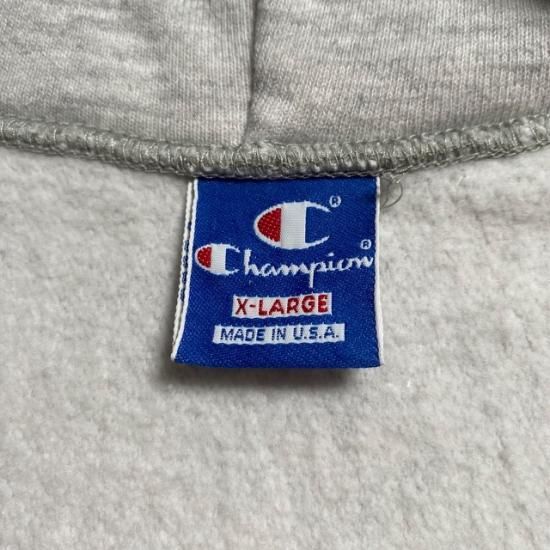 C®
Champion®
X-LARGE
MADE IN U.S.A.